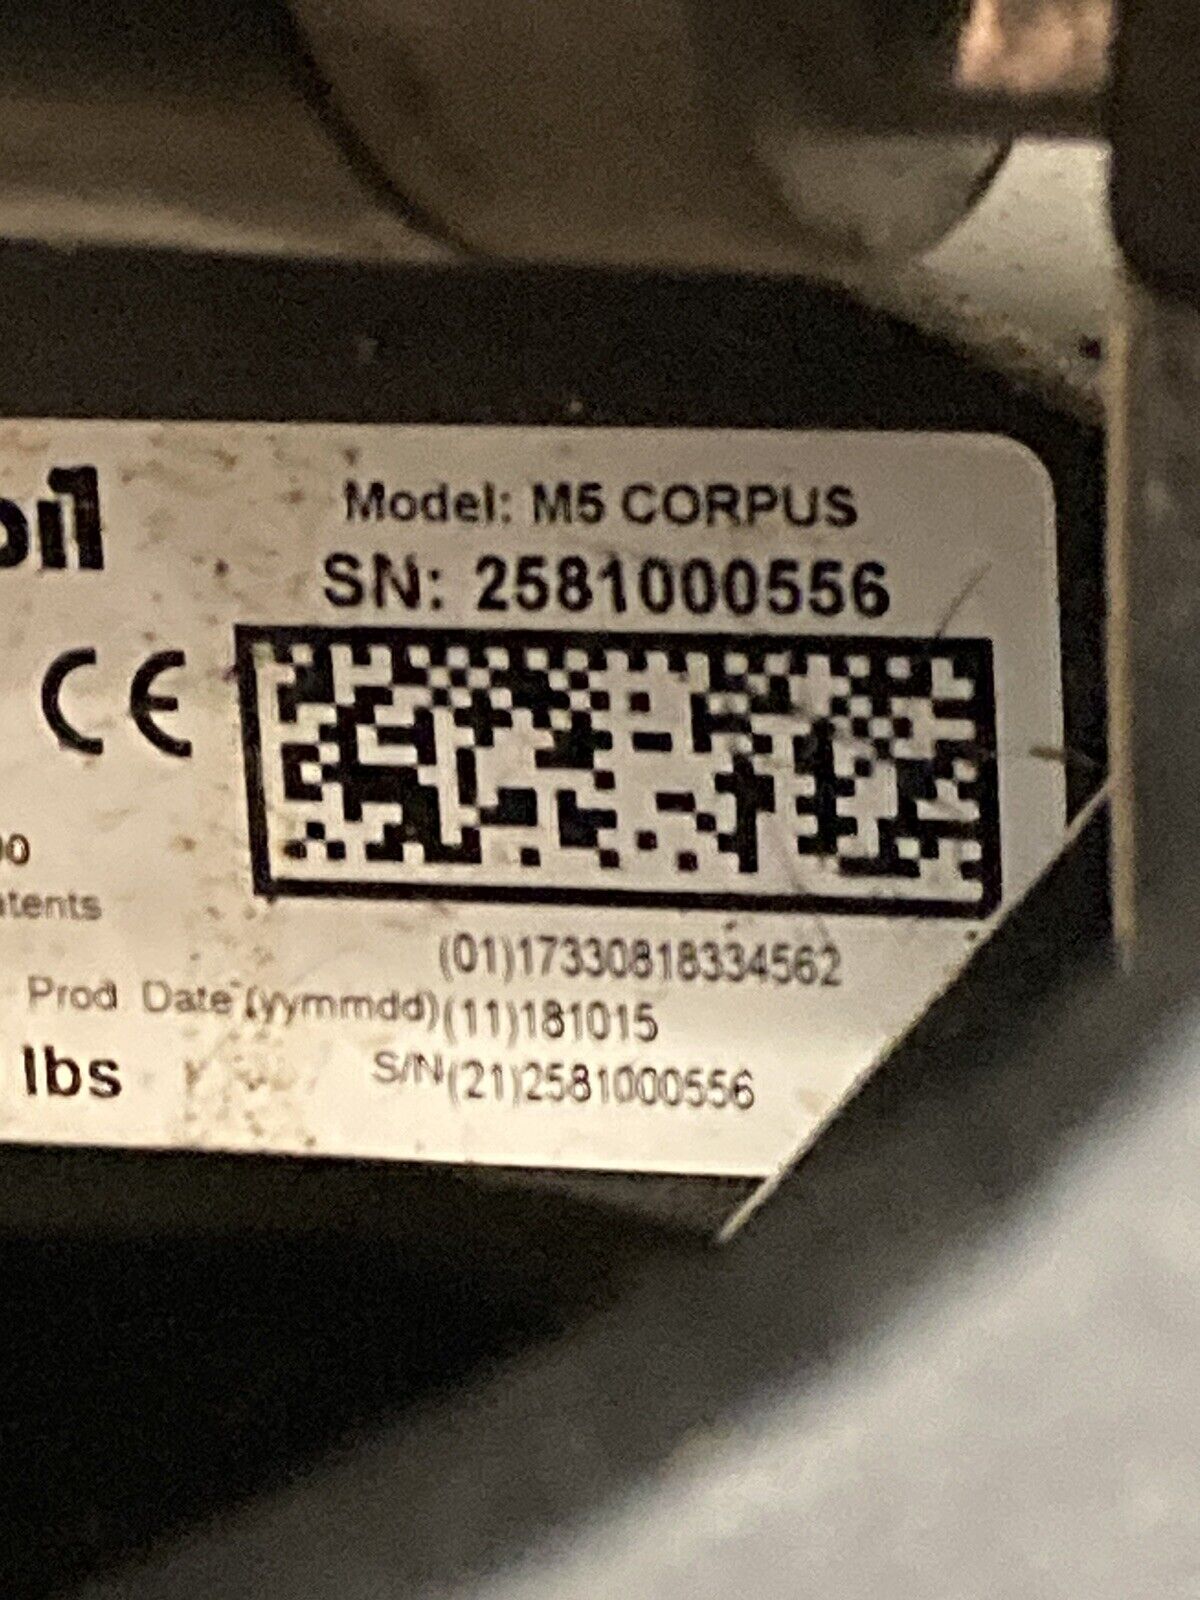 Model: M5 CORPUS
SN: 2581000556
CE
(01)17330818334562
Prod Date (yymmdd)(11)181015
lbs
S/N(21)2581000556